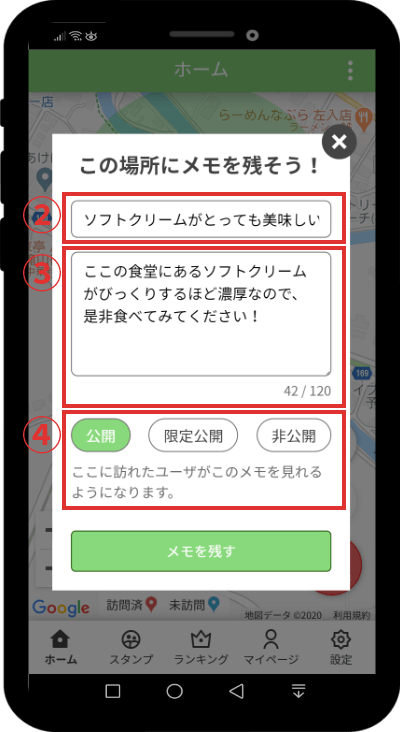 ホーム
一店
らーめんなぶら 左入店
ラーメン
この場所にメモを残そう！
②
ソフトクリームがとっても美味しい
③
ここの食堂にあるソフトクリーム
がびっくりするほど濃厚なので、
是非食べてみてください！
42 / 120
169
④
公開
限定公開
非公開
ここに訪れたユーザがこのメモを見れる
ようになります。
メモを残す
Google
訪問済
未訪問
地図データ ©2020
利用規約
ホーム
スタンプ
ランキング
マイページ
設定